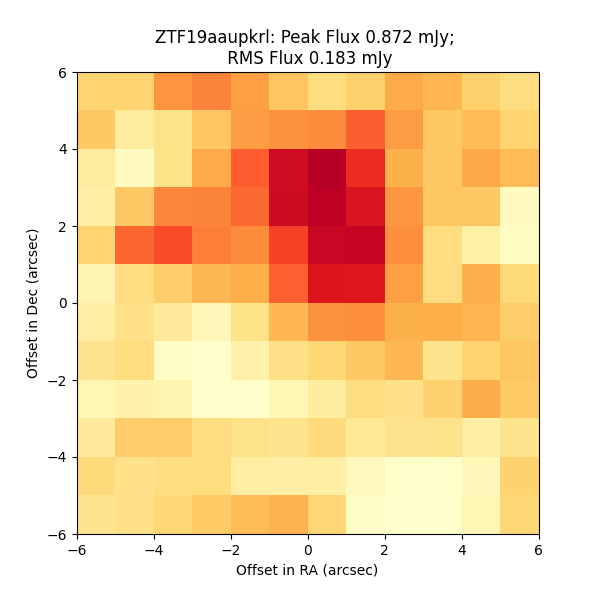 ZTF19aaupkrl: Peak Flux 0.872 mJy;
RMS Flux 0.183 mJy
6
4
2
0
−2
−4
−6
Offset in Dec (arcsec)
−6 −4 −2 0 2 4 6
Offset in RA (arcsec)